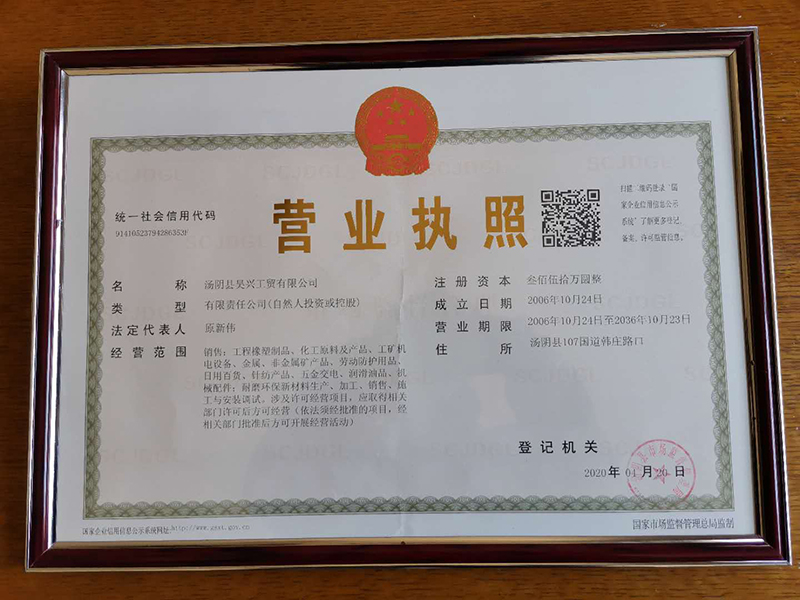 营业执照
扫描二维码登录“国
家企业信用信息公示
系统”了解更多登记、
备案、许可监管信息。
统一社会信用代码
91410523794286353F
名称 汤阴县昊兴工贸有限公司
类型 有限责任公司(自然人投资或控股)
法定代表人 原新伟
经营范围 销售：工程橡塑制品、化工原料及产品、工矿机
电设备、金属、非金属矿产品、劳动防护用品、
日用百货、针纺产品、五金交电、润滑油品、机
械配件；耐磨环保新材料生产、加工、销售、施
工与安装调试。涉及许可经营项目，应取得相关
部门许可后方可经营（依法须经批准的项目，经
相关部门批准后方可开展经营活动）
注册资本 叁佰伍拾万圆整
成立日期 2006年10月24日
营业期限 2006年10月24日至2036年10月23日
住所 汤阴县107国道韩庄路口
登记机关
2020年04月20日
国家企业信用信息公示系统网址：http://www.gsxt.gov.cn
国家市场监督管理总局监制